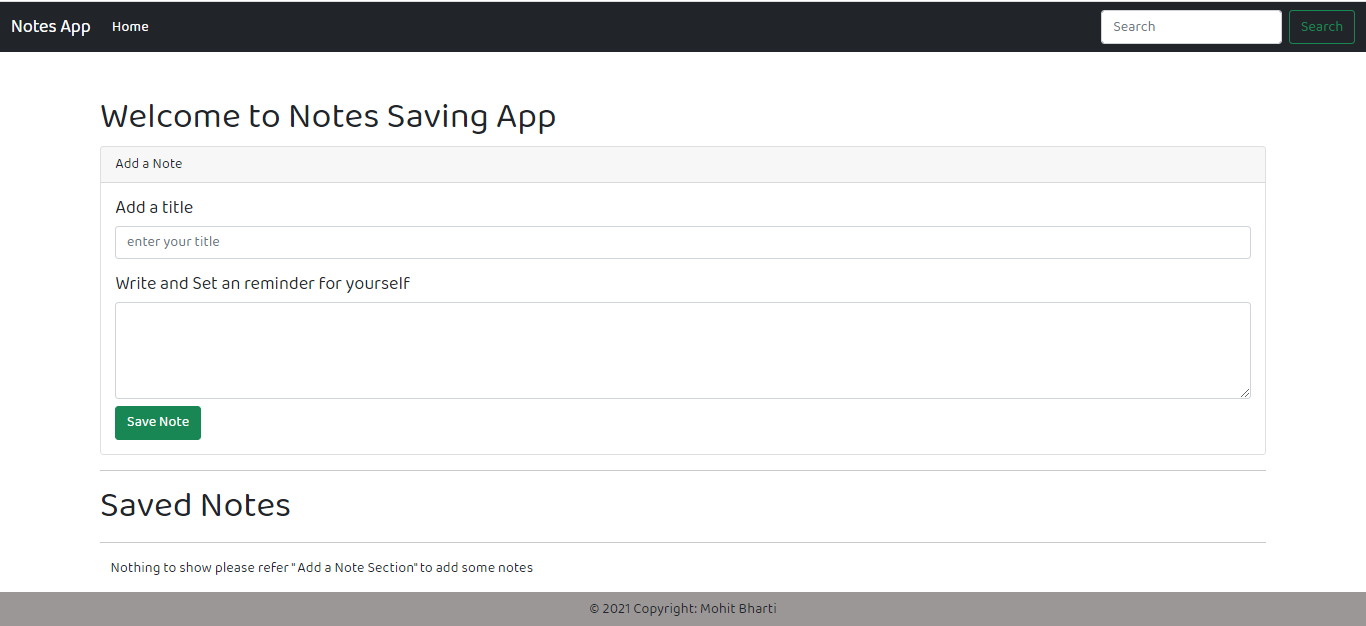 Notes App Home Search Search
Welcome to Notes Saving App
Add a Note
Add a title
enter your title
Write and Set an reminder for yourself
Save Note
Saved Notes
Nothing to show please refer "Add a Note Section" to add some notes
© 2021 Copyright: Mohit Bharti